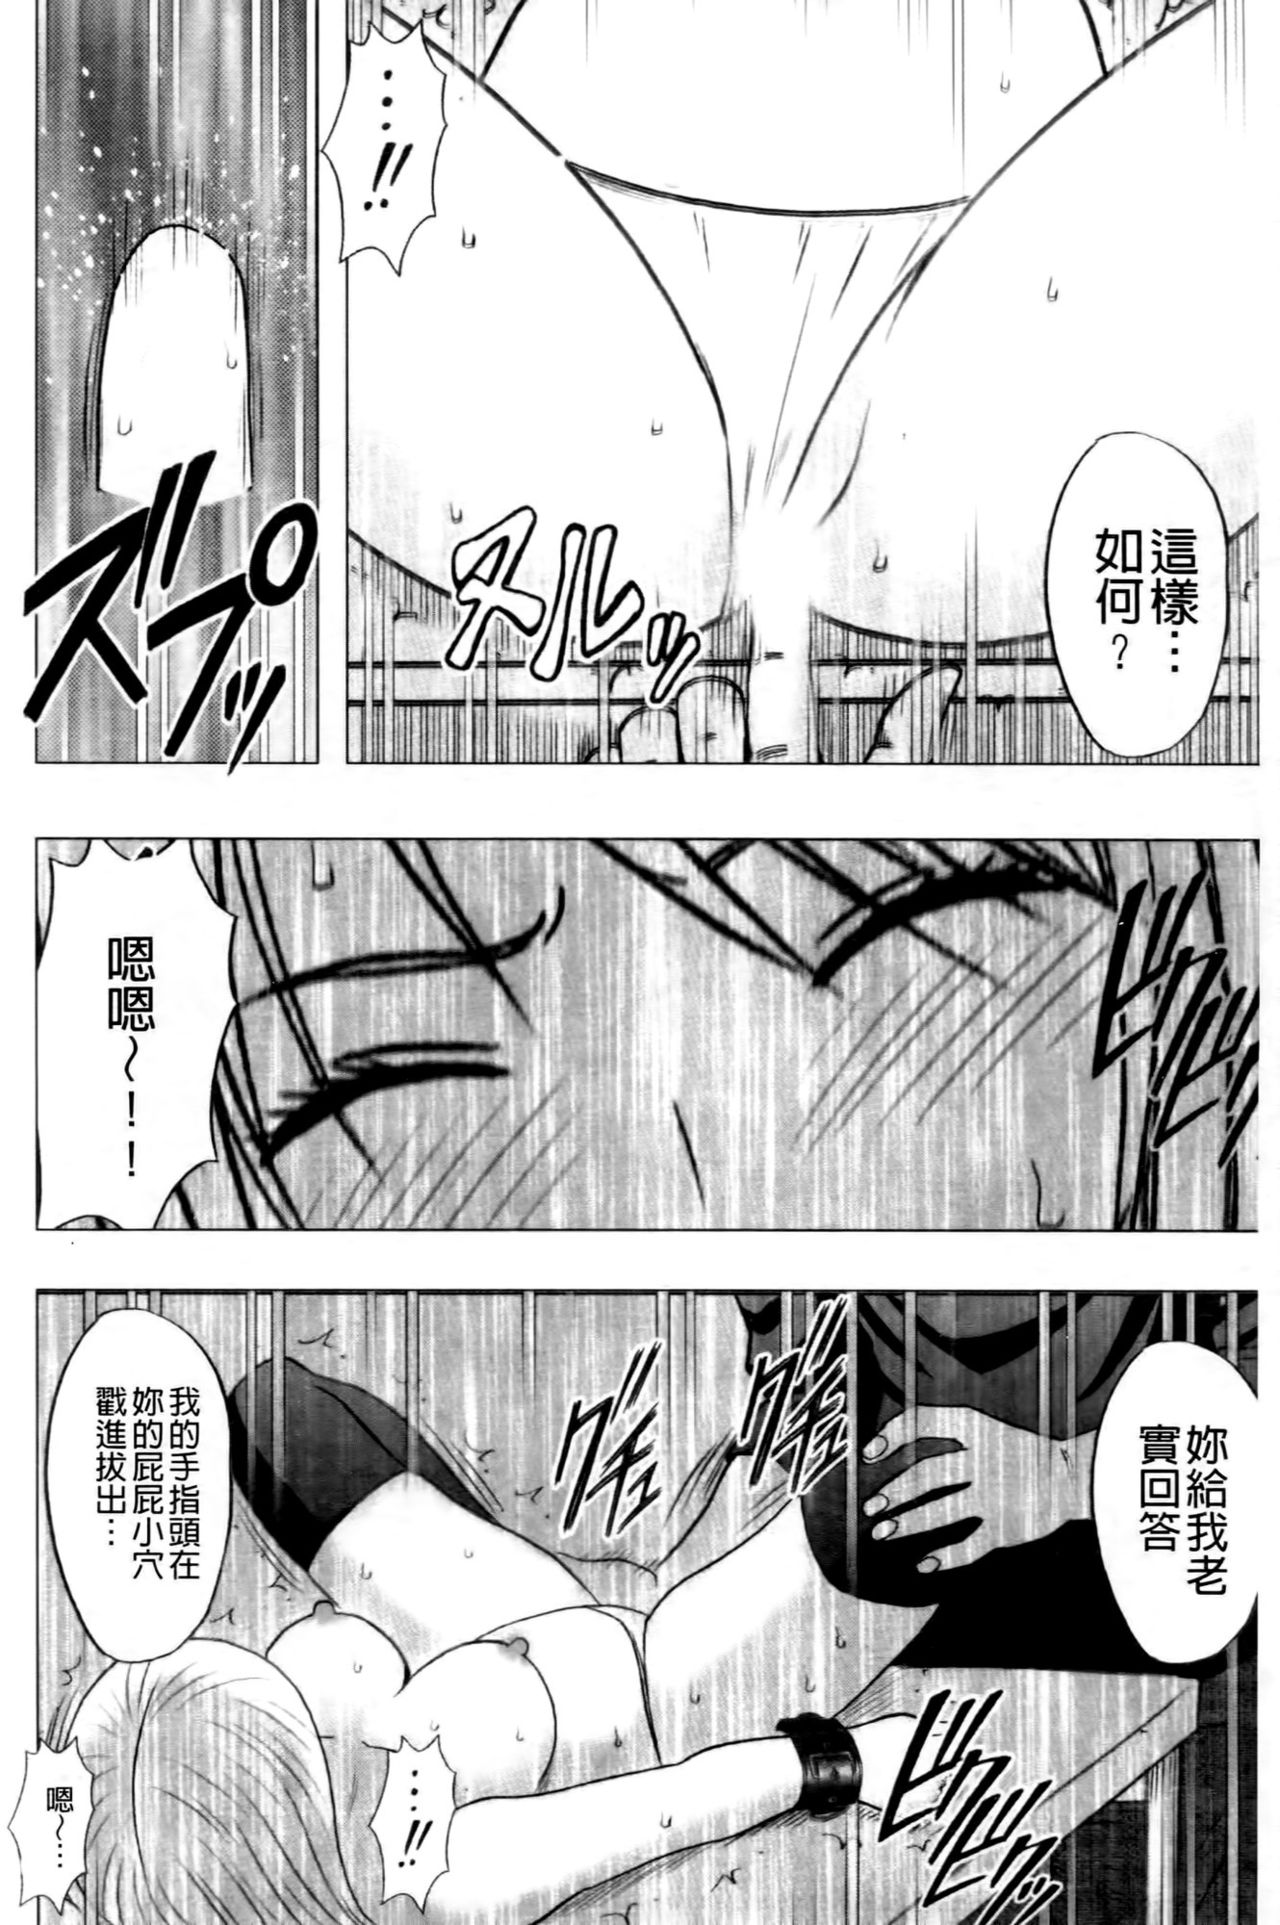 這樣…
如何？
…!!
ヌルッ
ズプッ
ビクビク
嗯嗯～！！
妳給我老
實回答
グチュ
グチュ
我的手指頭在
妳的屁屁小穴
戳進拔出…
ビクビクッ
…!!
嗯～…